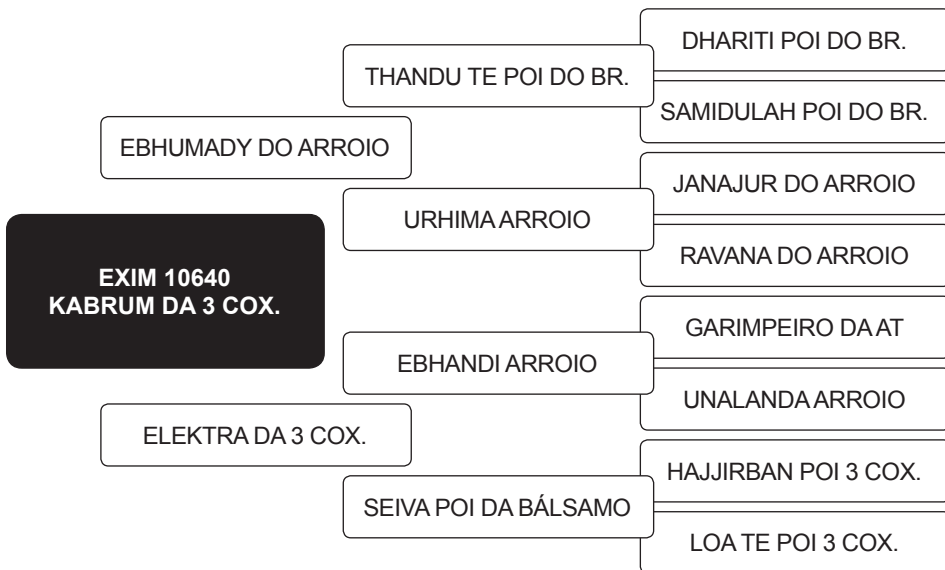 DHARITI POI DO BR.
THANDU TE POI DO BR.
SAMIDULAH POI DO BR.
EBHUMADY DO ARROIO
JANAJUR DO ARROIO
URHIMA ARROIO
RAVANA DO ARROIO
EXIM 10640
KABRUM DA 3 COX.
GARIMPEIRO DA AT
EBHANDI ARROIO
UNALANDA ARROIO
ELEKTRA DA 3 COX.
HAJJIRBAN POI 3 COX.
SEIVA POI DA BÁLSAMO
LOA TE POI 3 COX.